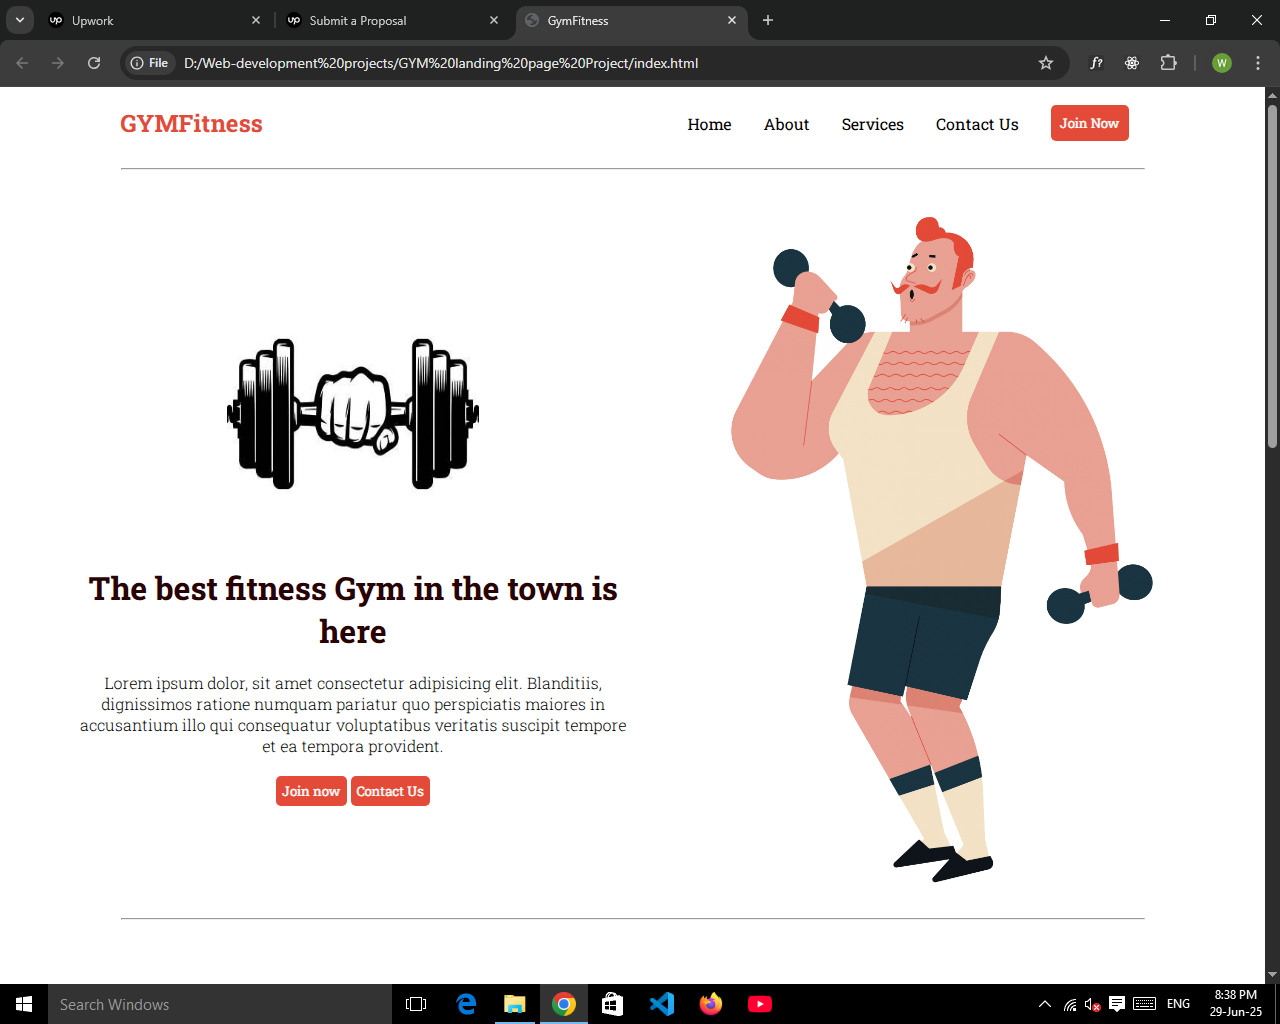 Upwork
Submit a Proposal
GymFitness
File
D:/Web-development%20projects/GYM%20landing%20page%20Project/index.html
f?
W
GYMFitness
Home
About
Services
Contact Us
Join Now
The best fitness Gym in the town is
here
Lorem ipsum dolor, sit amet consectetur adipisicing elit. Blanditiis,
dignissimos ratione numquam pariatur quo perspiciatis maiores in
accusantium illo qui consequatur voluptatibus veritatis suscipit tempore
et ea tempora provident.
Join now
Contact Us
Search Windows
ENG
8:38 PM
29-Jun-25